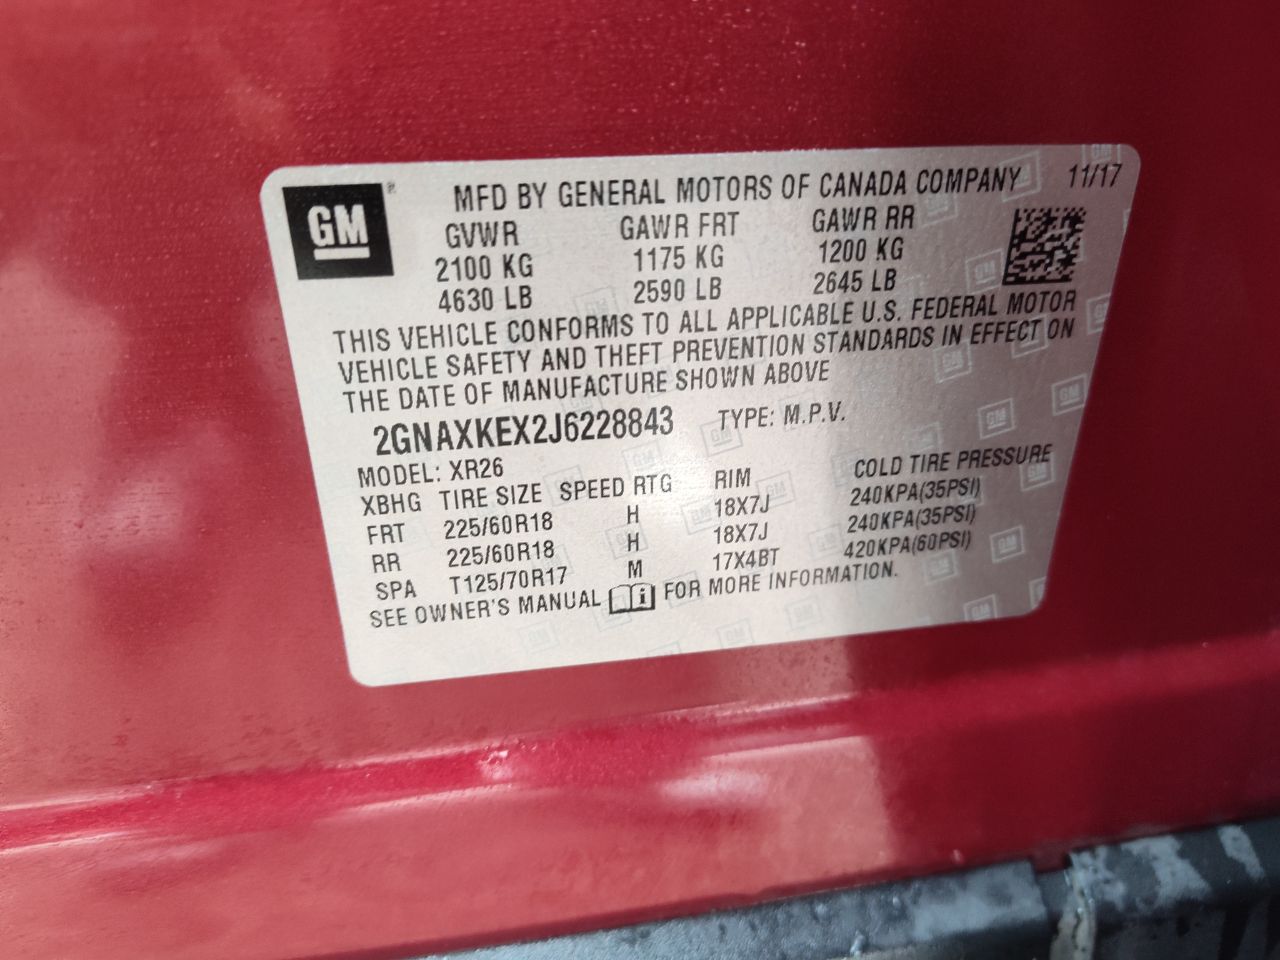 GM ® MFD BY GENERAL MOTORS OF CANADA COMPANY 11/17
GVWR GAWR FRT GAWR RR
2100 KG 1175 KG 1200 KG
4630 LB 2590 LB 2645 LB
THIS VEHICLE CONFORMS TO ALL APPLICABLE U.S. FEDERAL MOTOR
VEHICLE SAFETY AND THEFT PREVENTION STANDARDS IN EFFECT ON
THE DATE OF MANUFACTURE SHOWN ABOVE
2GNAXKEX2J6228843 TYPE: M.P.V.
MODEL: XR26
XBHG TIRE SIZE SPEED RTG RIM COLD TIRE PRESSURE
FRT 225/60R18 H 18X7J 240KPA(35PSI)
RR 225/60R18 H 18X7J 240KPA(35PSI)
SPA T125/70R17 M 17X4BT 420KPA(60PSI)
SEE OWNER'S MANUAL i FOR MORE INFORMATION.